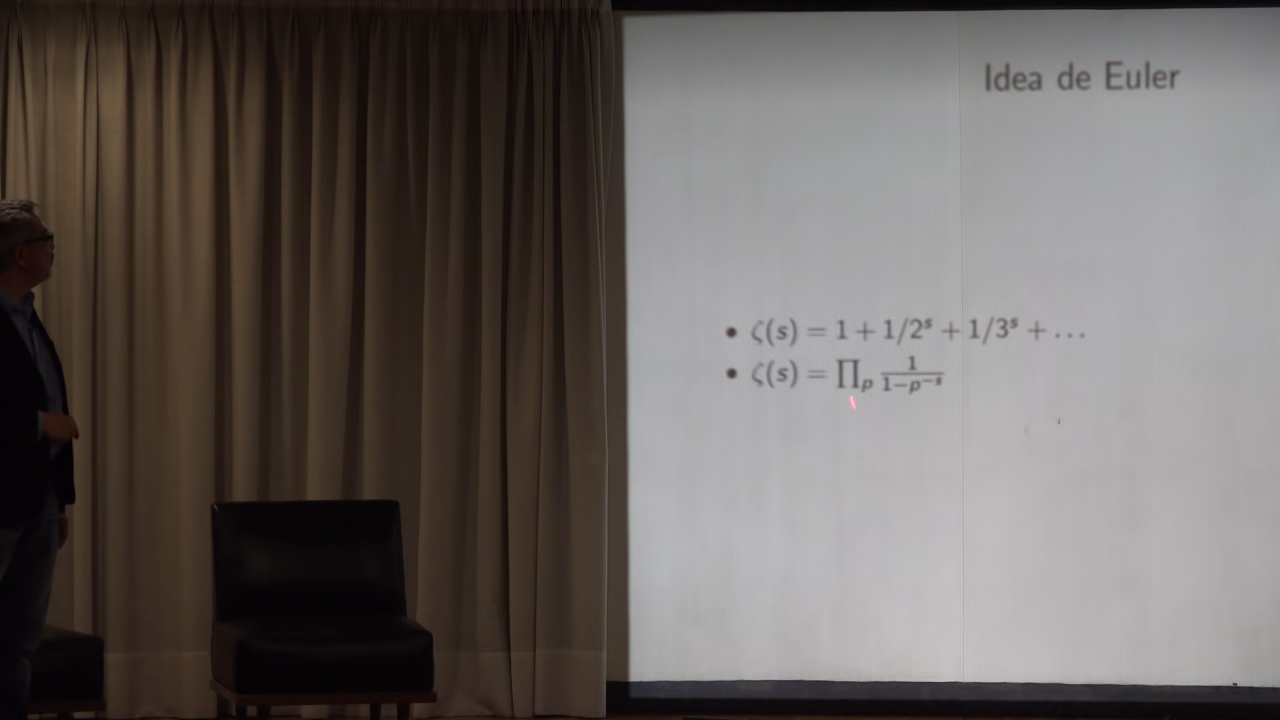 Idea de Euler
• ζ(s) = 1 + 1/2^s + 1/3^s + ...
• ζ(s) = ∏_p 1/(1−p^{−s})